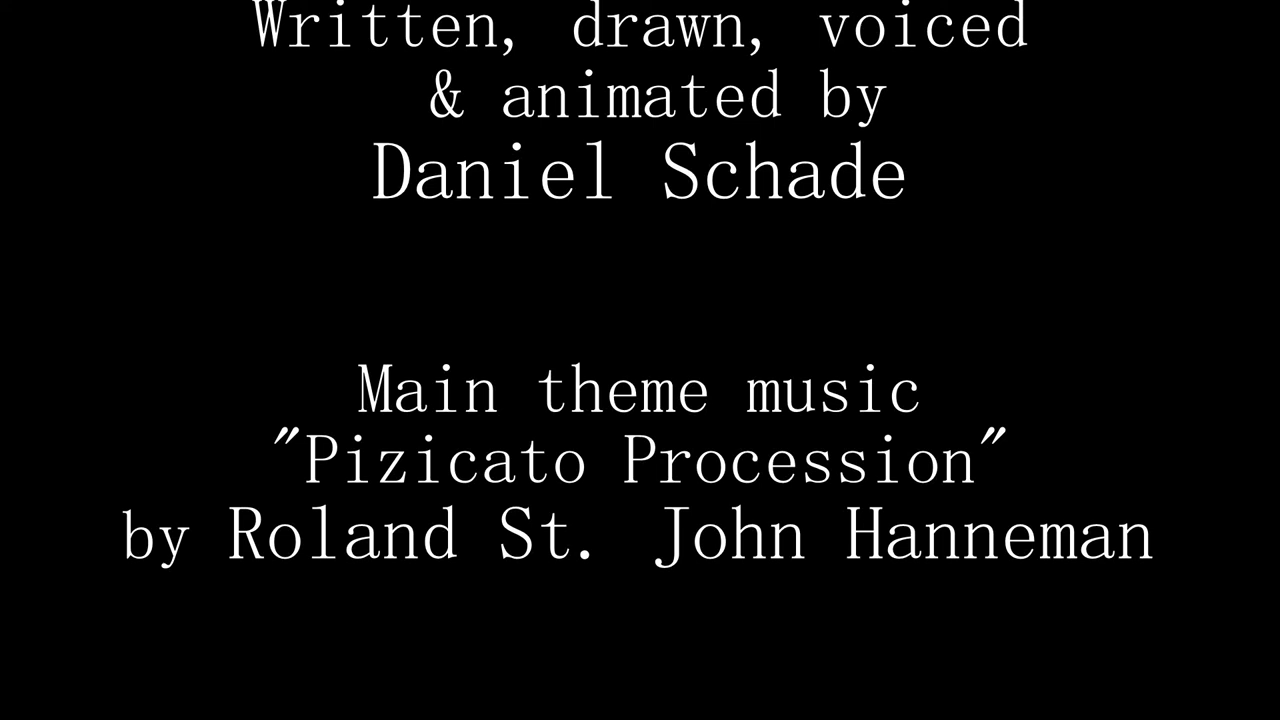 Written, drawn, voiced
& animated by
Daniel Schade
Main theme music
"Pizicato Procession"
by Roland St. John Hanneman